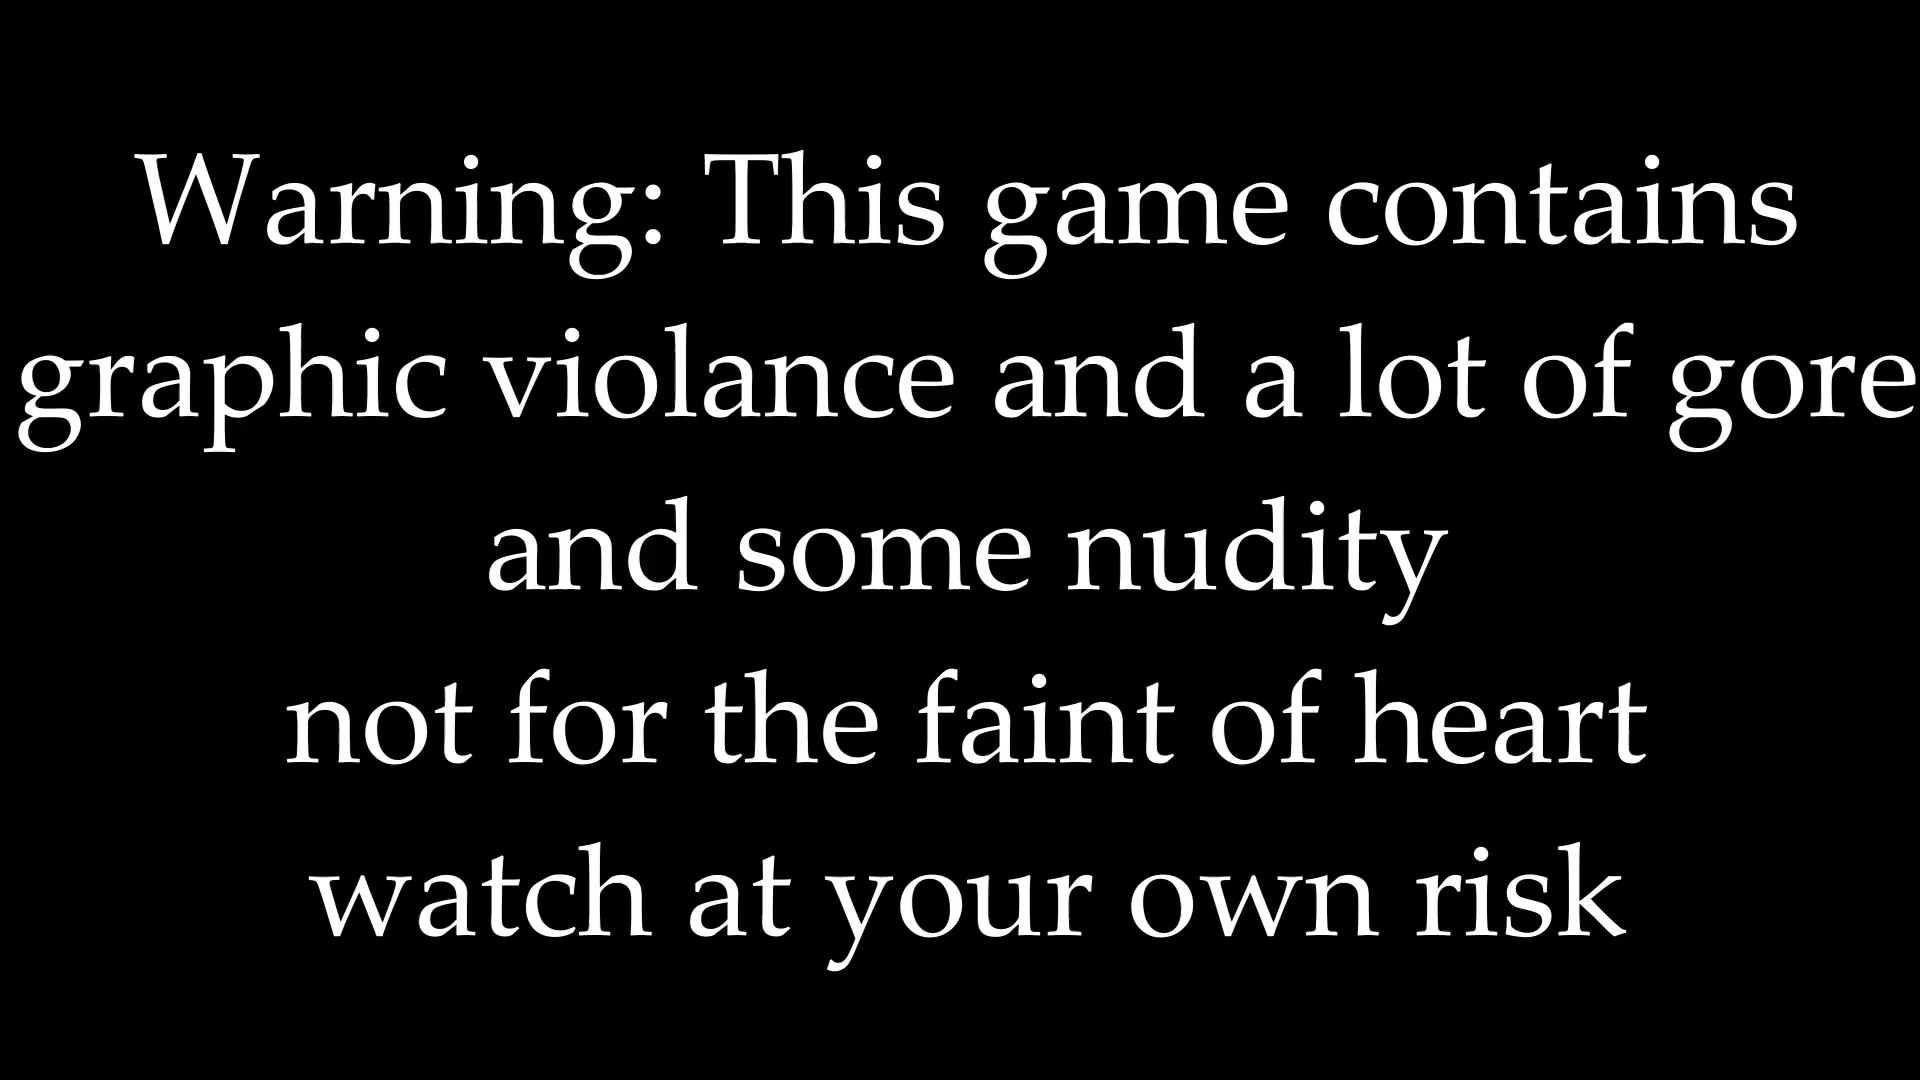 Warning: This game contains
graphic violance and a lot of gore
and some nudity
not for the faint of heart
watch at your own risk